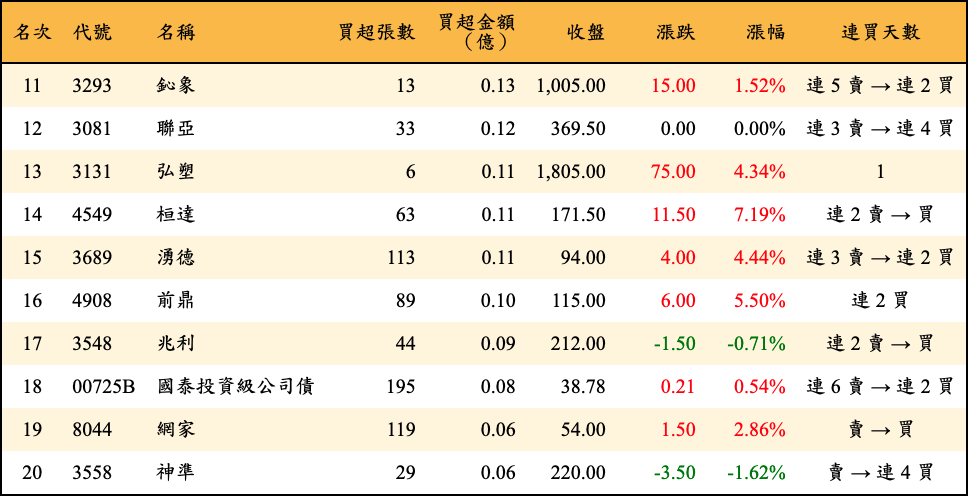 名次 代號 名稱 買超張數 買超金額（億） 收盤 漲跌 漲幅 連買天數
11 3293 鈊象 13 0.13 1,005.00 15.00 1.52% 連 5 賣 → 連 2 買
12 3081 聯亞 33 0.12 369.50 0.00 0.00% 連 3 賣 → 連 4 買
13 3131 弘塑 6 0.11 1,805.00 75.00 4.34% 1
14 4549 桓達 63 0.11 171.50 11.50 7.19% 連 2 賣 → 買
15 3689 湧德 113 0.11 94.00 4.00 4.44% 連 3 賣 → 連 2 買
16 4908 前鼎 89 0.10 115.00 6.00 5.50% 連 2 買
17 3548 兆利 44 0.09 212.00 -1.50 -0.71% 連 2 賣 → 買
18 00725B 國泰投資級公司債 195 0.08 38.78 0.21 0.54% 連 6 賣 → 連 2 買
19 8044 網家 119 0.06 54.00 1.50 2.86% 賣 → 買
20 3558 神準 29 0.06 220.00 -3.50 -1.62% 賣 → 連 4 買